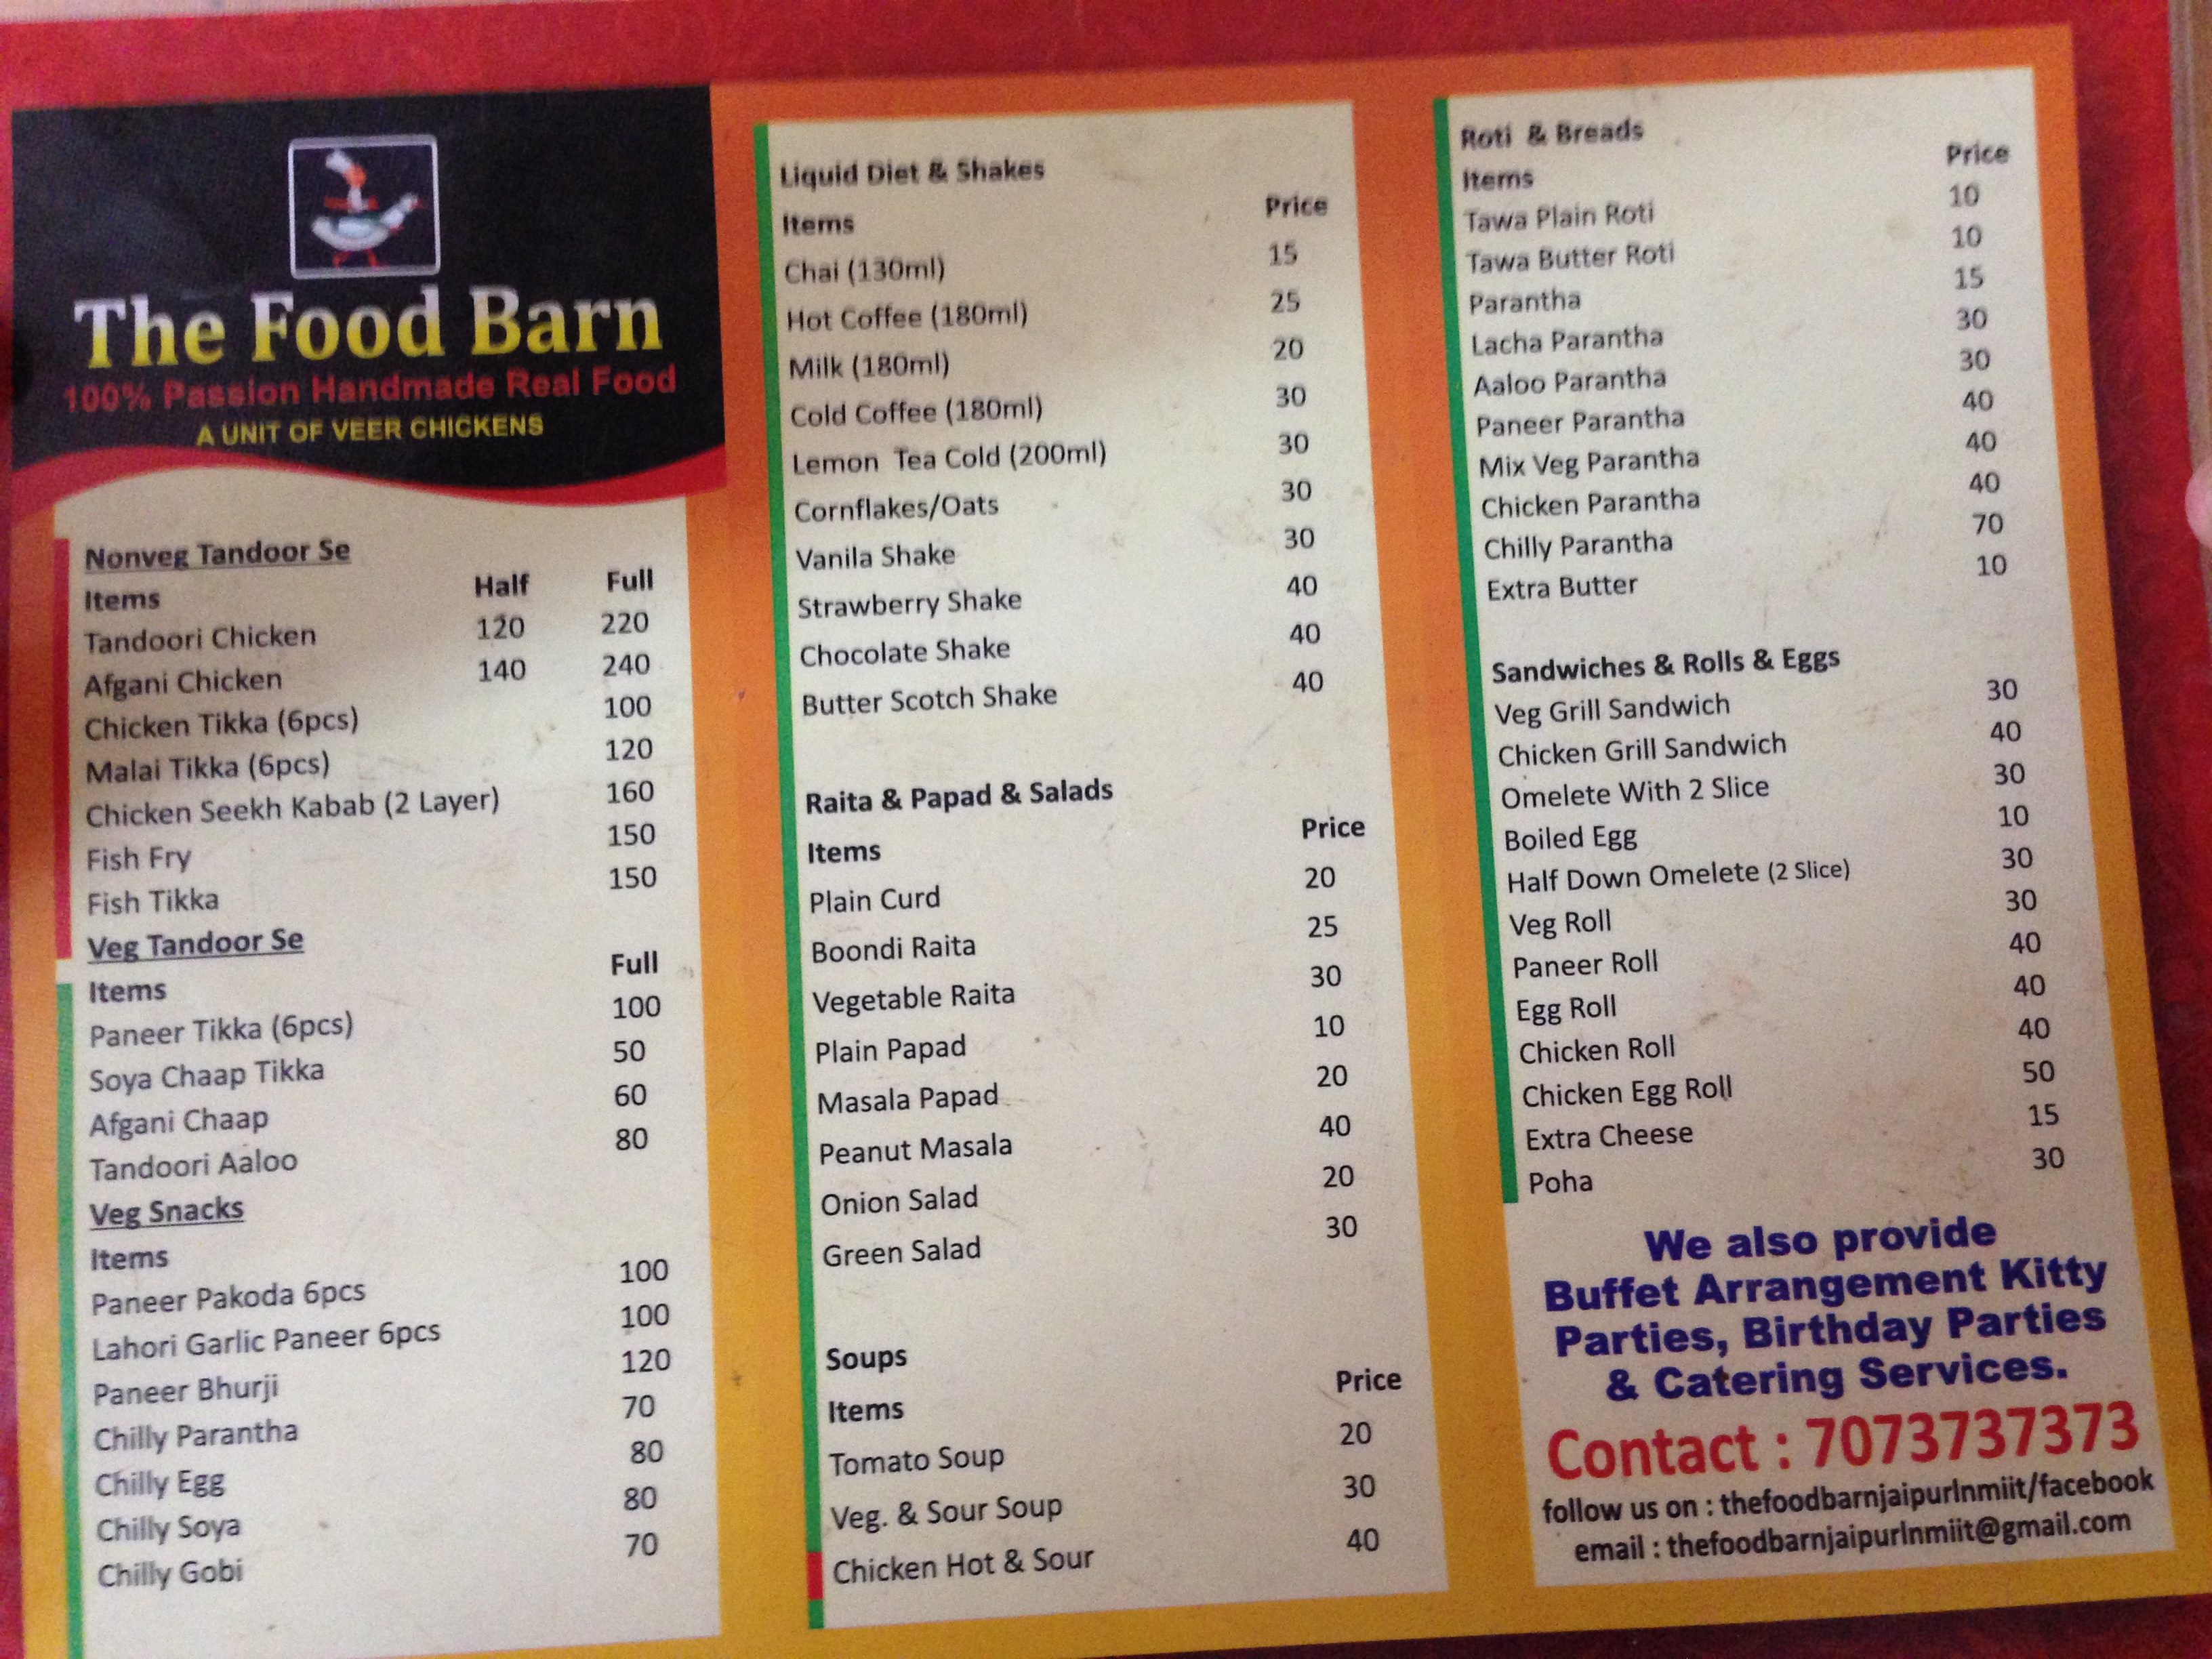 The Food Barn
100% Passion Handmade Real Food
A UNIT OF VEER CHICKENS
Nonveg Tandoor Se
Items Half Full
Tandoori Chicken 120 220
Afgani Chicken 140 240
Chicken Tikka (6pcs) 100
Malai Tikka (6pcs) 120
Chicken Seekh Kabab (2 Layer) 160
Fish Fry 150
Fish Tikka 150
Veg Tandoor Se
Items Full
Paneer Tikka (6pcs) 100
Soya Chaap Tikka 50
Afgani Chaap 60
Tandoori Aaloo 80
Veg Snacks
Items
Paneer Pakoda 6pcs 100
Lahori Garlic Paneer 6pcs 100
Paneer Bhurji 120
Chilly Parantha 70
Chilly Egg 80
Chilly Soya 80
Chilly Gobi 70
Liquid Diet & Shakes
Items Price
Chai (130ml) 15
Hot Coffee (180ml) 25
Milk (180ml) 20
Cold Coffee (180ml) 30
Lemon Tea Cold (200ml) 30
Cornflakes/Oats 30
Vanila Shake 30
Strawberry Shake 40
Chocolate Shake 40
Butter Scotch Shake 40
Raita & Papad & Salads
Items Price
Plain Curd 20
Boondi Raita 25
Vegetable Raita 30
Plain Papad 10
Masala Papad 20
Peanut Masala 40
Onion Salad 20
Green Salad 30
Soups
Items Price
Tomato Soup 20
Veg. & Sour Soup 30
Chicken Hot & Sour 40
Roti & Breads
Items Price
Tawa Plain Roti 10
Tawa Butter Roti 10
Parantha 15
Lacha Parantha 30
Aaloo Parantha 30
Paneer Parantha 40
Mix Veg Parantha 40
Chicken Parantha 40
Chilly Parantha 70
Extra Butter 10
Sandwiches & Rolls & Eggs
Veg Grill Sandwich 30
Chicken Grill Sandwich 40
Omelete With 2 Slice 30
Boiled Egg 10
Half Down Omelete (2 Slice) 30
Veg Roll 30
Paneer Roll 40
Egg Roll 40
Chicken Roll 40
Chicken Egg Roll 50
Extra Cheese 15
Poha 30
We also provide
Buffet Arrangement Kitty
Parties, Birthday Parties
& Catering Services.
Contact : 7073737373
follow us on : thefoodbarnjaipurlnmiit/facebook
email : thefoodbarnjaipurlnmiit@gmail.com